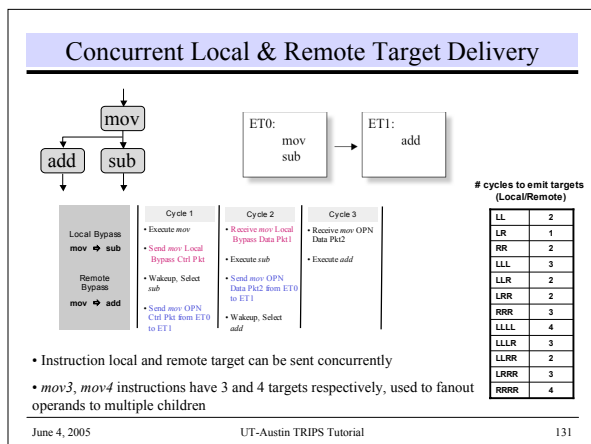 Concurrent Local & Remote Target Delivery
mov
add
sub
ET0:
mov
sub
ET1:
add
# cycles to emit targets
(Local/Remote)
LL 2
LR 1
RR 2
LLL 3
LLR 2
LRR 2
RRR 3
LLLL 4
LLLR 3
LLRR 2
LRRR 3
RRRR 4
Local Bypass
mov ⇨ sub
Remote
Bypass
mov ⇨ add
Cycle 1
• Execute mov
• Send mov Local
Bypass Ctrl Pkt
• Wakeup, Select
sub
• Send mov OPN
Ctrl Pkt from ET0
to ET1
Cycle 2
• Receive mov Local
Bypass Data Pkt1
• Execute sub
• Send mov OPN
Data Pkt2 from ET0
to ET1
• Wakeup, Select
add
Cycle 3
• Receive mov OPN
Data Pkt2
• Execute add
• Instruction local and remote target can be sent concurrently
• mov3, mov4 instructions have 3 and 4 targets respectively, used to fanout
operands to multiple children
June 4, 2005
UT-Austin TRIPS Tutorial
131